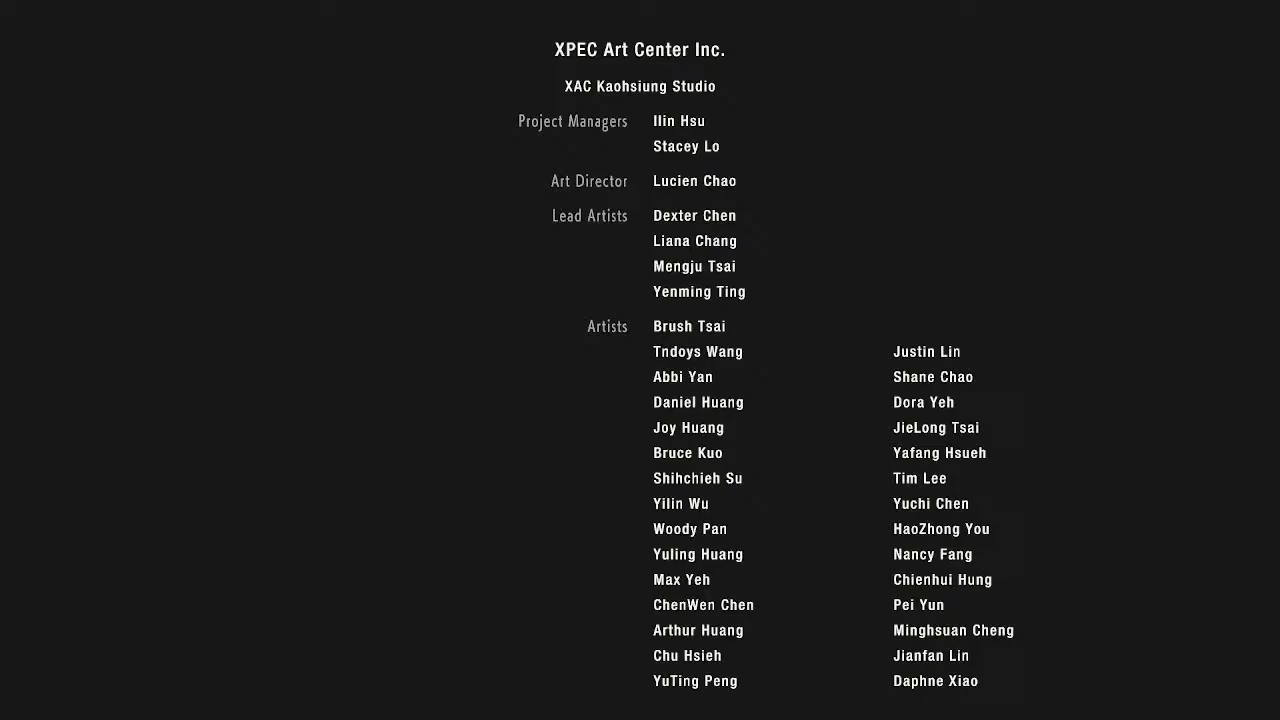 XPEC Art Center Inc.
XAC Kaohsiung Studio
Project Managers Ilin Hsu
Stacey Lo
Art Director Lucien Chao
Lead Artists Dexter Chen
Liana Chang
Mengju Tsai
Yenming Ting
Artists Brush Tsai
Tndoys Wang Justin Lin
Abbi Yan Shane Chao
Daniel Huang Dora Yeh
Joy Huang JieLong Tsai
Bruce Kuo Yafang Hsueh
Shihchieh Su Tim Lee
Yilin Wu Yuchi Chen
Woody Pan HaoZhong You
Yuling Huang Nancy Fang
Max Yeh Chienhui Hung
ChenWen Chen Pei Yun
Arthur Huang Minghsuan Cheng
Chu Hsieh Jianfan Lin
YuTing Peng Daphne Xiao